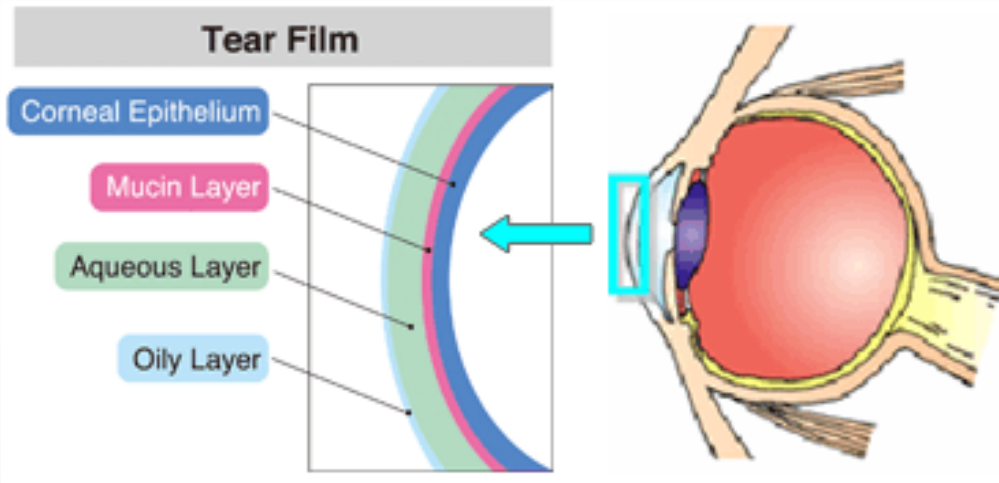 Tear Film
Corneal Epithelium
Mucin Layer
Aqueous Layer
Oily Layer